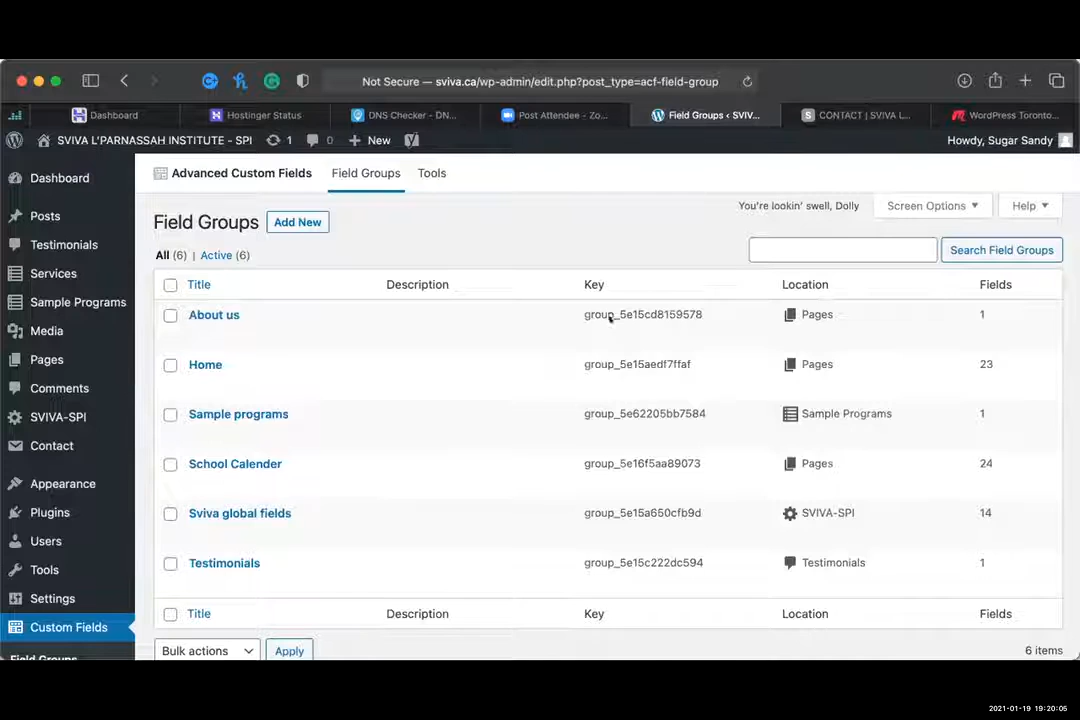 Not Secure — sviva.ca/wp-admin/edit.php?post_type=acf-field-group
Dashboard
Hostinger Status
DNS Checker - DN...
Post Attendee - Zo...
Field Groups ‹ SVIV...
CONTACT | SVIVA L...
WordPress Toronto...
SVIVA L'PARNASSAH INSTITUTE - SPI 1 0 New Howdy, Sugar Sandy
Dashboard
Posts
Testimonials
Services
Sample Programs
Media
Pages
Comments
SVIVA-SPI
Contact
Appearance
Plugins
Users
Tools
Settings
Custom Fields
Field Groups
Advanced Custom Fields Field Groups Tools
You're lookin' swell, Dolly Screen Options Help
Field Groups Add New
All (6) | Active (6)
Search Field Groups
Title Description Key Location Fields
About us group_5e15cd8159578 Pages 1
Home group_5e15aedf7ffaf Pages 23
Sample programs group_5e62205bb7584 Sample Programs 1
School Calender group_5e16f5aa89073 Pages 24
Sviva global fields group_5e15a650cfb9d SVIVA-SPI 14
Testimonials group_5e15c222dc594 Testimonials 1
Title Description Key Location Fields
Bulk actions Apply 6 items
2021-01-19 19:20:05